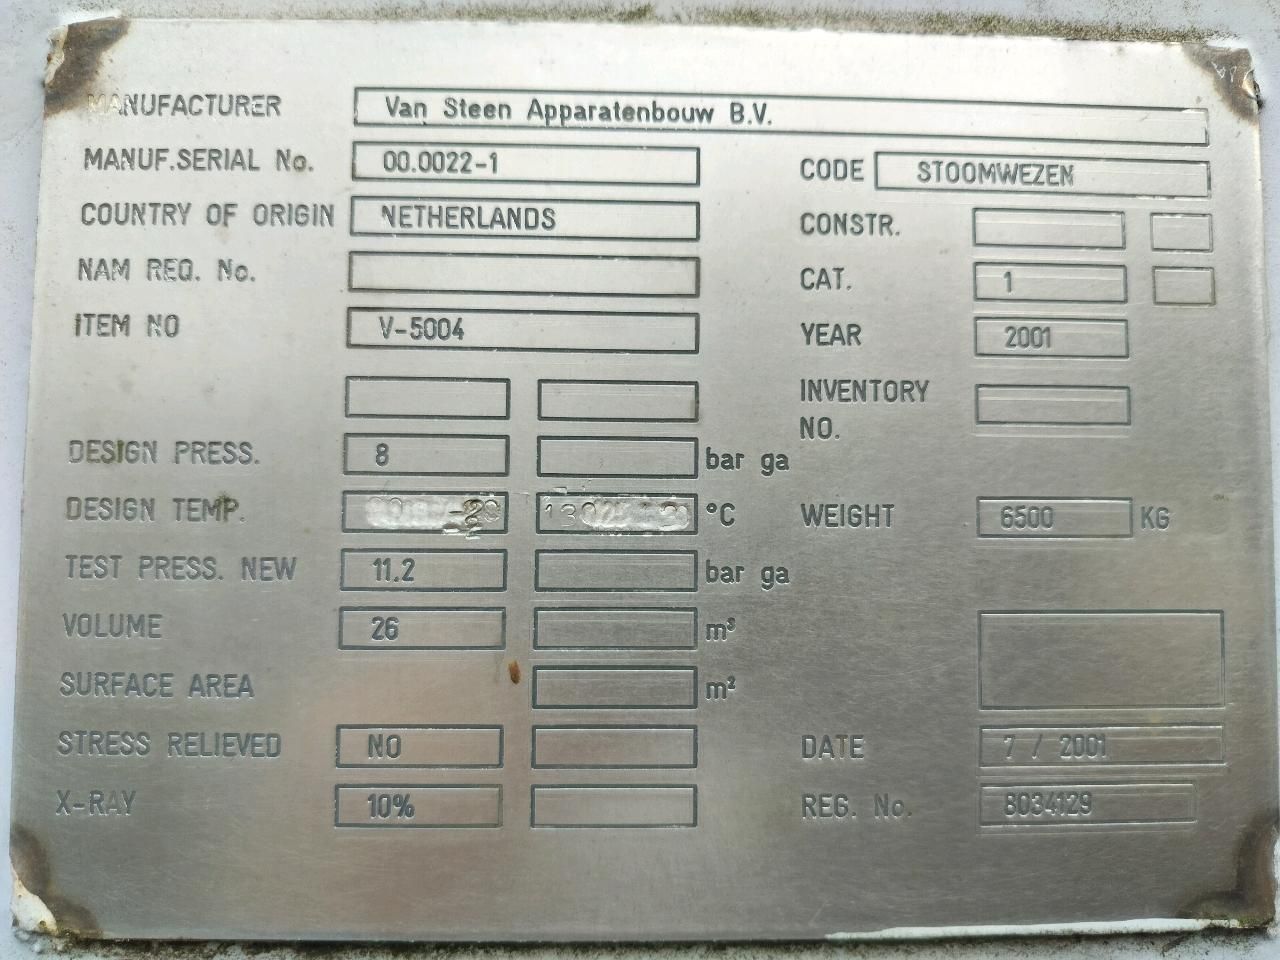 MANUFACTURER Van Steen Apparatenbouw B.V.
MANUF.SERIAL No. 00.0022-1 CODE STOOMWEZEN
COUNTRY OF ORIGIN NETHERLANDS CONSTR.
NAM REQ. No. CAT. 1
ITEM NO V-5004 YEAR 2001
INVENTORY
NO.
DESIGN PRESS. 8 bar ga
DESIGN TEMP. °C WEIGHT 6500 KG
TEST PRESS. NEW 11.2 bar ga
VOLUME 26 m³
SURFACE AREA m²
STRESS RELIEVED NO DATE 7 / 2001
X-RAY 10% REG. No. B034129